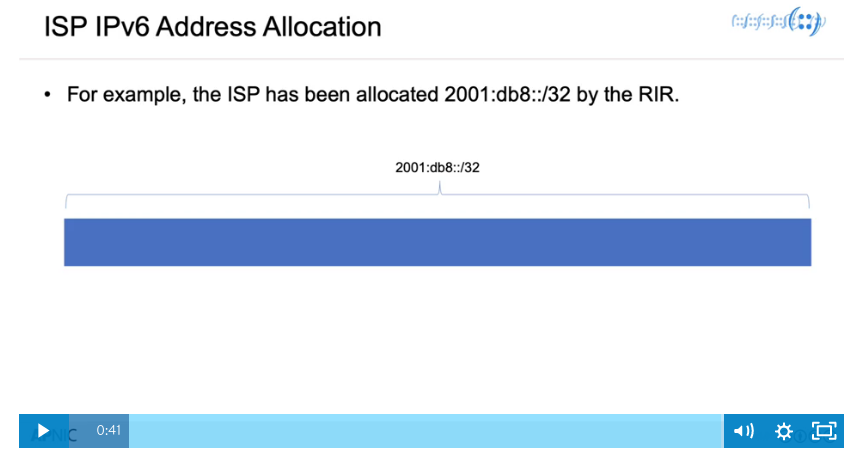 ISP IPv6 Address Allocation
• For example, the ISP has been allocated 2001:db8::/32 by the RIR.
2001:db8::/32
APNIC
0:41